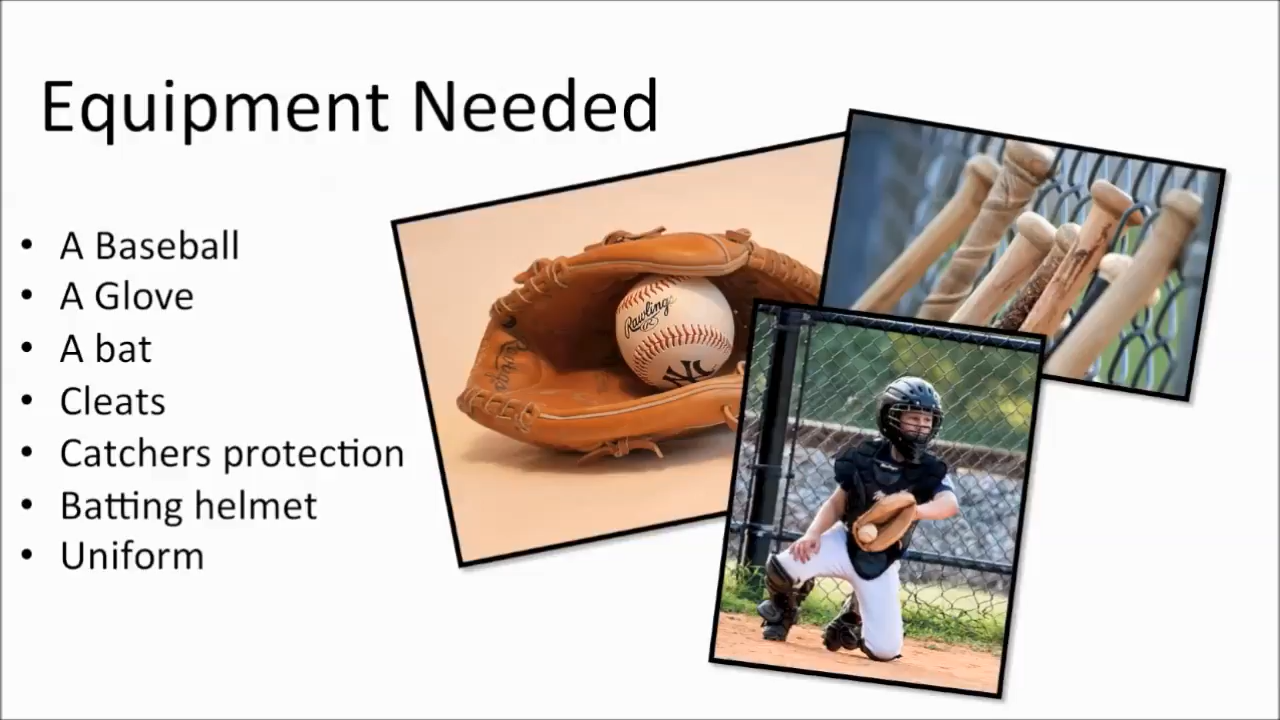 Equipment Needed
• A Baseball
• A Glove
• A bat
• Cleats
• Catchers protection
• Batting helmet
• Uniform
Rawlings
NY